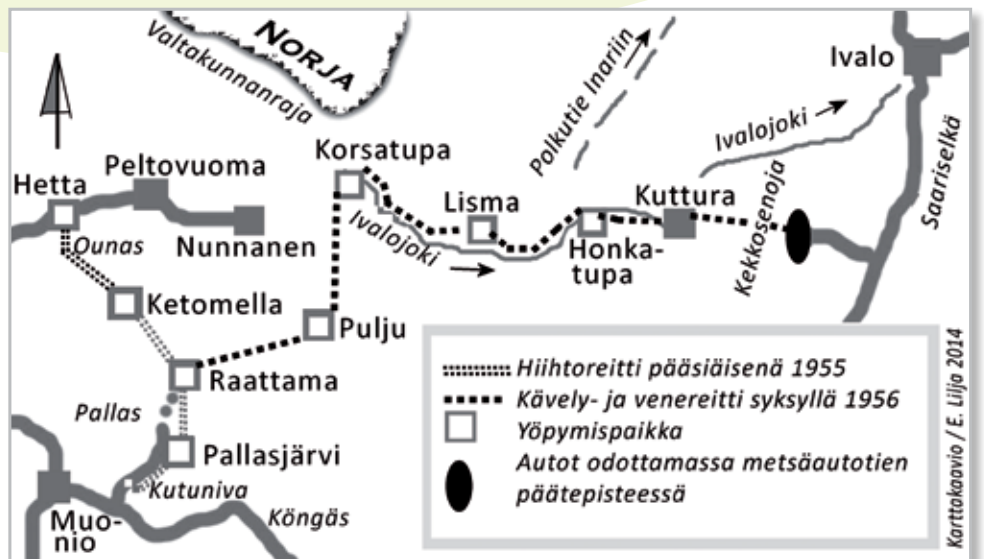 NORJA
Valtakunnanraja
Polkutie Inariin
Ivalo
Ivalojoki
Saariselkä
Korsatupa
Peltovuoma
Hetta
Lisma
Kuttura
Nunnanen
Ounas
Ivalojoki
Honka-
tupa
Kekkosenoja
Ketomella
Pulju
Raattama
Pallas
Pallasjärvi
Kutuniva
Muo-
nio
Köngäs
Hiihtoreitti pääsiäisenä 1955
Kävely- ja venereitti syksyllä 1956
Yöpymispaikka
Autot odottamassa metsäautotien
päätepisteessä
Karttakaavio / E. Lilja 2014